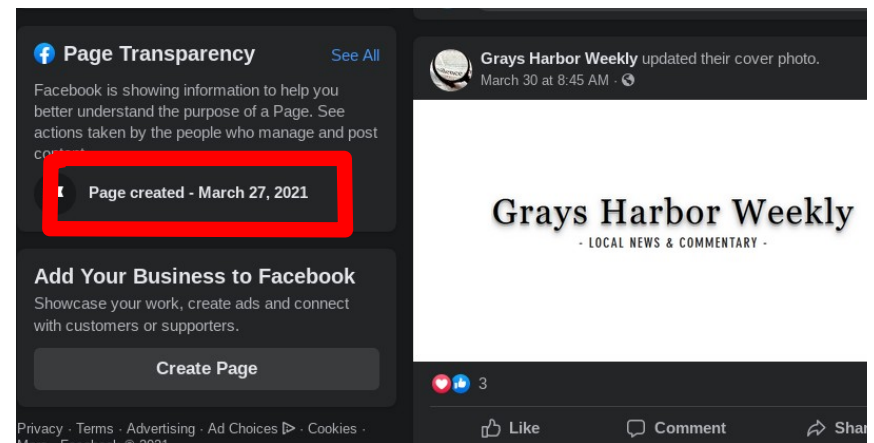 Page Transparency
See All
Facebook is showing information to help you
better understand the purpose of a Page. See
actions taken by the people who manage and post
Page created - March 27, 2021
Add Your Business to Facebook
Showcase your work, create ads and connect
with customers or supporters.
Create Page
Privacy · Terms · Advertising · Ad Choices · Cookies ·
Grays Harbor Weekly updated their cover photo.
March 30 at 8:45 AM ·
Grays Harbor Weekly
- LOCAL NEWS & COMMENTARY -
3
Like
Comment